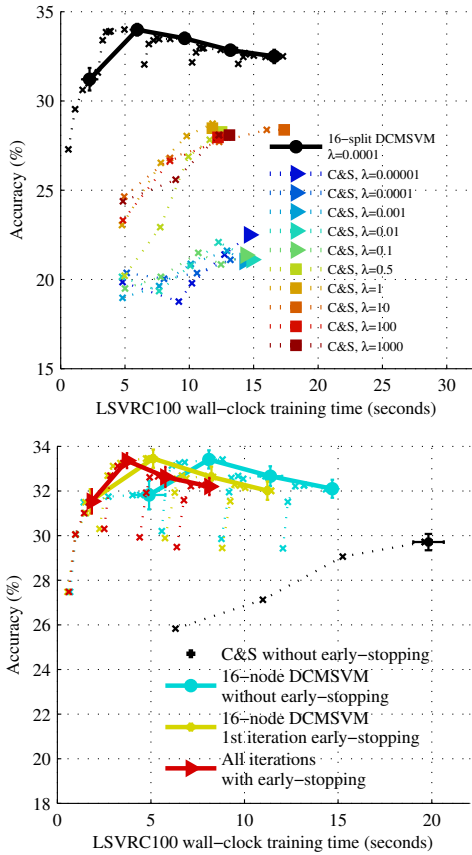 35
30
25
20
15
Accuracy (%)
16-split DCMSVM
λ=0.0001
C&S, λ=0.00001
C&S, λ=0.0001
C&S, λ=0.001
C&S, λ=0.01
C&S, λ=0.1
C&S, λ=0.5
C&S, λ=1
C&S, λ=10
C&S, λ=100
C&S, λ=1000
0 5 10 15 20 25 30
LSVRC100 wall-clock training time (seconds)
34
32
30
28
26
24
22
20
18
Accuracy (%)
C&S without early-stopping
16-node DCMSVM
without early-stopping
16-node DCMSVM
1st iteration early-stopping
All iterations
with early-stopping
0 5 10 15 20
LSVRC100 wall-clock training time (seconds)